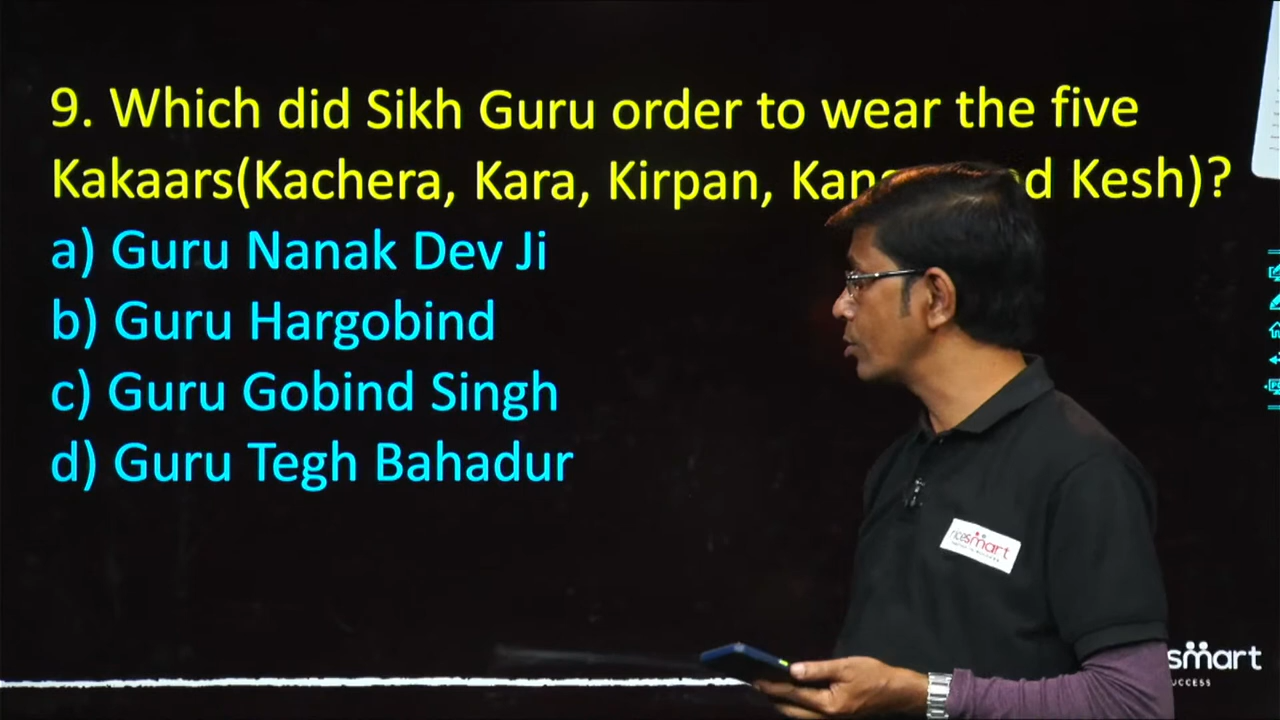 9. Which did Sikh Guru order to wear the five
Kakaars(Kachera, Kara, Kirpan, Kesh)?
a) Guru Nanak Dev Ji
b) Guru Hargobind
c) Guru Gobind Singh
d) Guru Tegh Bahadur
ricesmart
smart